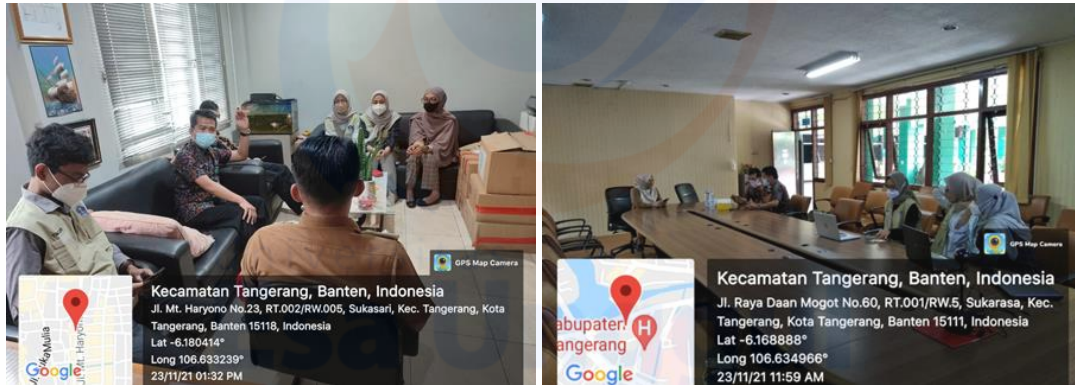 GPS Map Camera
Kecamatan Tangerang, Banten, Indonesia
Jl. Mt. Haryono No.23, RT.002/RW.005, Sukasari, Kec. Tangerang, Kota
Tangerang, Banten 15118, Indonesia
Lat -6.180414°
Long 106.633239°
23/11/21 01:32 PM
Jl. Mt. Haryono
Google
GPS Map Camera
Kecamatan Tangerang, Banten, Indonesia
Jl. Raya Daan Mogot No.60, RT.001/RW.5, Sukarasa, Kec.
Tangerang, Kota Tangerang, Banten 15111, Indonesia
Lat -6.168888°
Long 106.634966°
23/11/21 11:59 AM
abupaten
angerang
H
Google